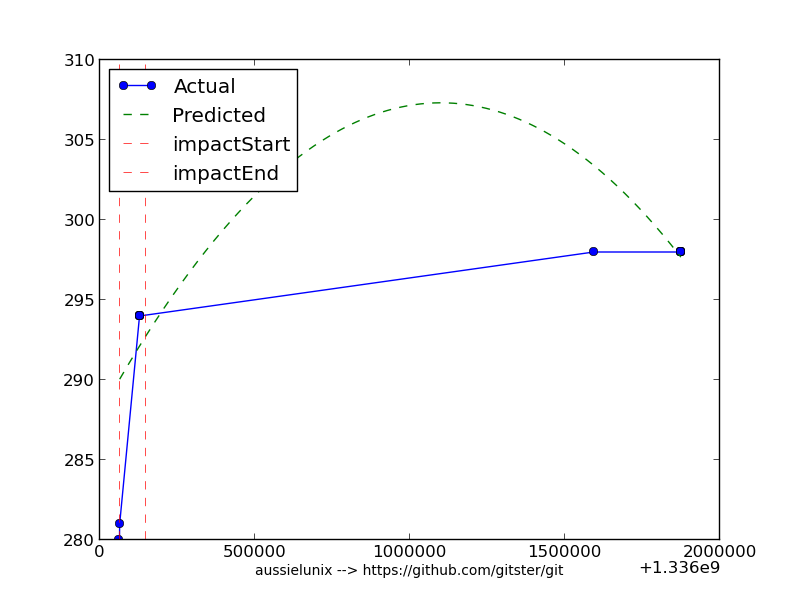 310
305
300
295
290
285
280
Actual
Predicted
impactStart
impactEnd
0
500000
1000000
1500000
2000000
+1.336e9
aussielunix --> https://github.com/gitster/git